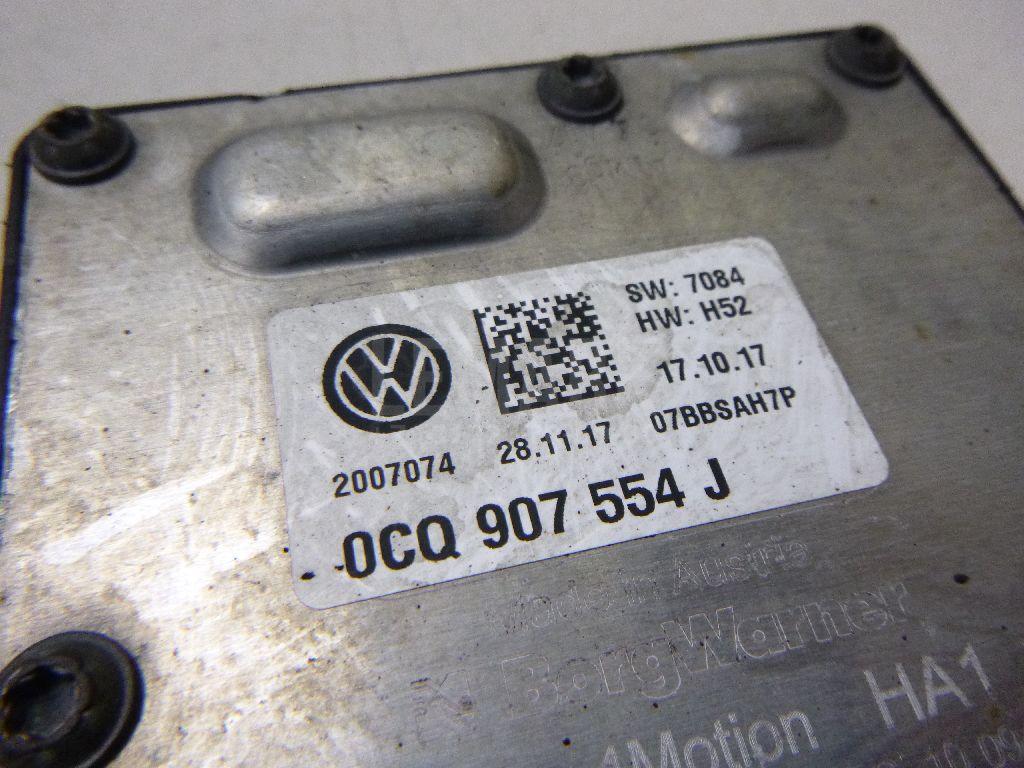 SW: 7084
HW: H52
17.10.17
2007074 28.11.17 07BBSAH7P
0CQ 907 554 J
Made in Austria
BorgWarner
4Motion HA1